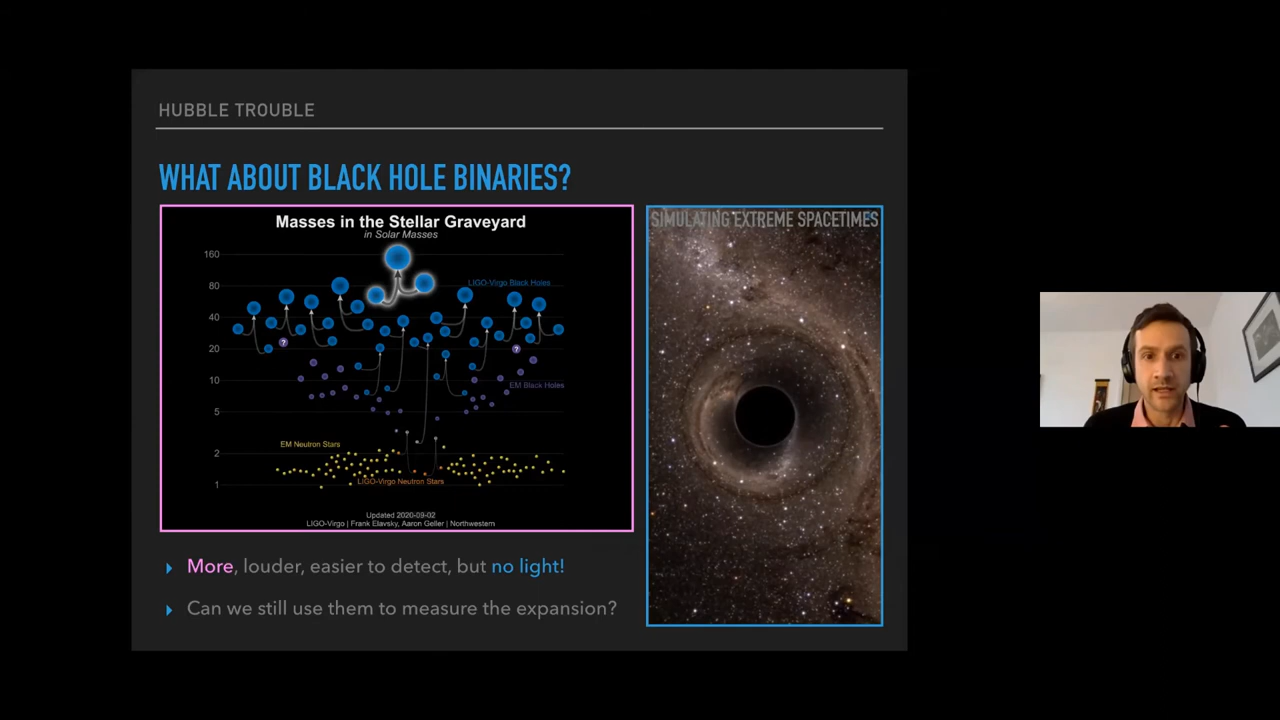 HUBBLE TROUBLE
WHAT ABOUT BLACK HOLE BINARIES?
Masses in the Stellar Graveyard
in Solar Masses
160
80
40
20
10
5
2
1
LIGO-Virgo Black Holes
?
?
EM Black Holes
EM Neutron Stars
LIGO-Virgo Neutron Stars
Updated 2020-09-02
LIGO-Virgo | Frank Elavsky, Aaron Geller | Northwestern
SIMULATING EXTREME SPACETIMES
More, louder, easier to detect, but no light!
Can we still use them to measure the expansion?